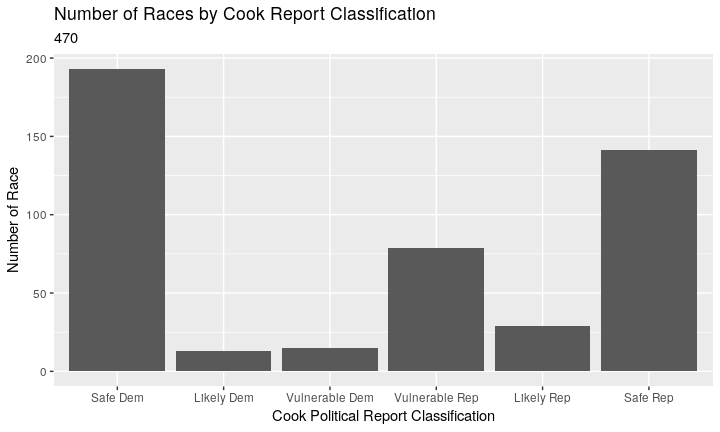 Number of Races by Cook Report Classification
470
200
150
100
50
0
Number of Race
Safe Dem Likely Dem Vulnerable Dem Vulnerable Rep Likely Rep Safe Rep
Cook Political Report Classification